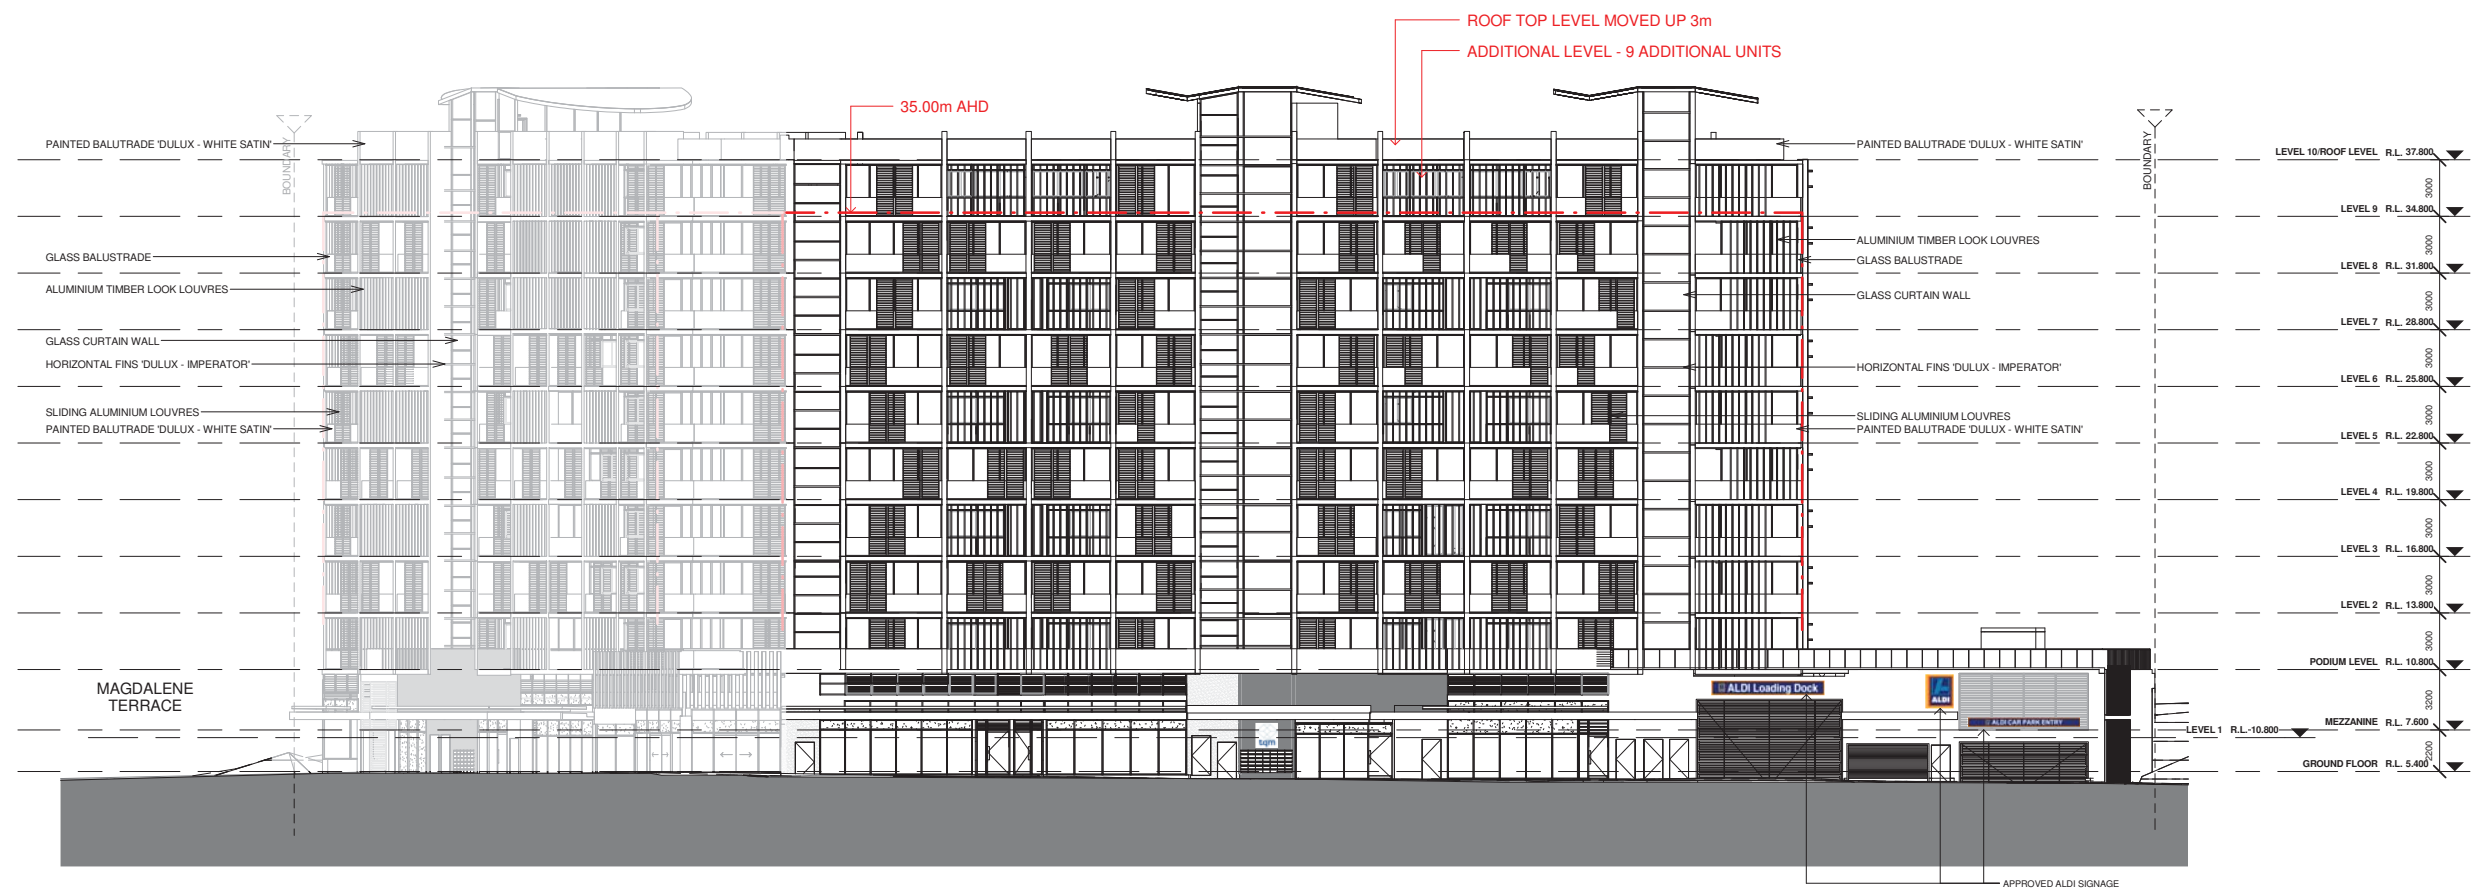 ROOF TOP LEVEL MOVED UP 3m
ADDITIONAL LEVEL - 9 ADDITIONAL UNITS
35.00m AHD
BOUNDARY
BOUNDARY
PAINTED BALUTRADE 'DULUX - WHITE SATIN'
GLASS BALUSTRADE
ALUMINIUM TIMBER LOOK LOUVRES
GLASS CURTAIN WALL
HORIZONTAL FINS 'DULUX - IMPERATOR'
SLIDING ALUMINIUM LOUVRES
PAINTED BALUTRADE 'DULUX - WHITE SATIN'
MAGDALENE
TERRACE
PAINTED BALUTRADE 'DULUX - WHITE SATIN'
ALUMINIUM TIMBER LOOK LOUVRES
GLASS BALUSTRADE
GLASS CURTAIN WALL
HORIZONTAL FINS 'DULUX - IMPERATOR'
SLIDING ALUMINIUM LOUVRES
PAINTED BALUTRADE 'DULUX - WHITE SATIN'
LEVEL 10/ROOF LEVEL R.L. 37.800
3000
LEVEL 9 R.L. 34.800
3000
LEVEL 8 R.L. 31.800
3000
LEVEL 7 R.L. 28.800
3000
LEVEL 6 R.L. 25.800
3000
LEVEL 5 R.L. 22.800
3000
LEVEL 4 R.L. 19.800
3000
LEVEL 3 R.L. 16.800
3000
LEVEL 2 R.L. 13.800
3000
PODIUM LEVEL R.L. 10.800
3200
MEZZANINE R.L. 7.600
LEVEL 1 R.L.-10.800
2200
GROUND FLOOR R.L. 5.400
ALDI Loading Dock
ALDI
ALDI CAR PARK ENTRY
tqm
APPROVED ALDI SIGNAGE